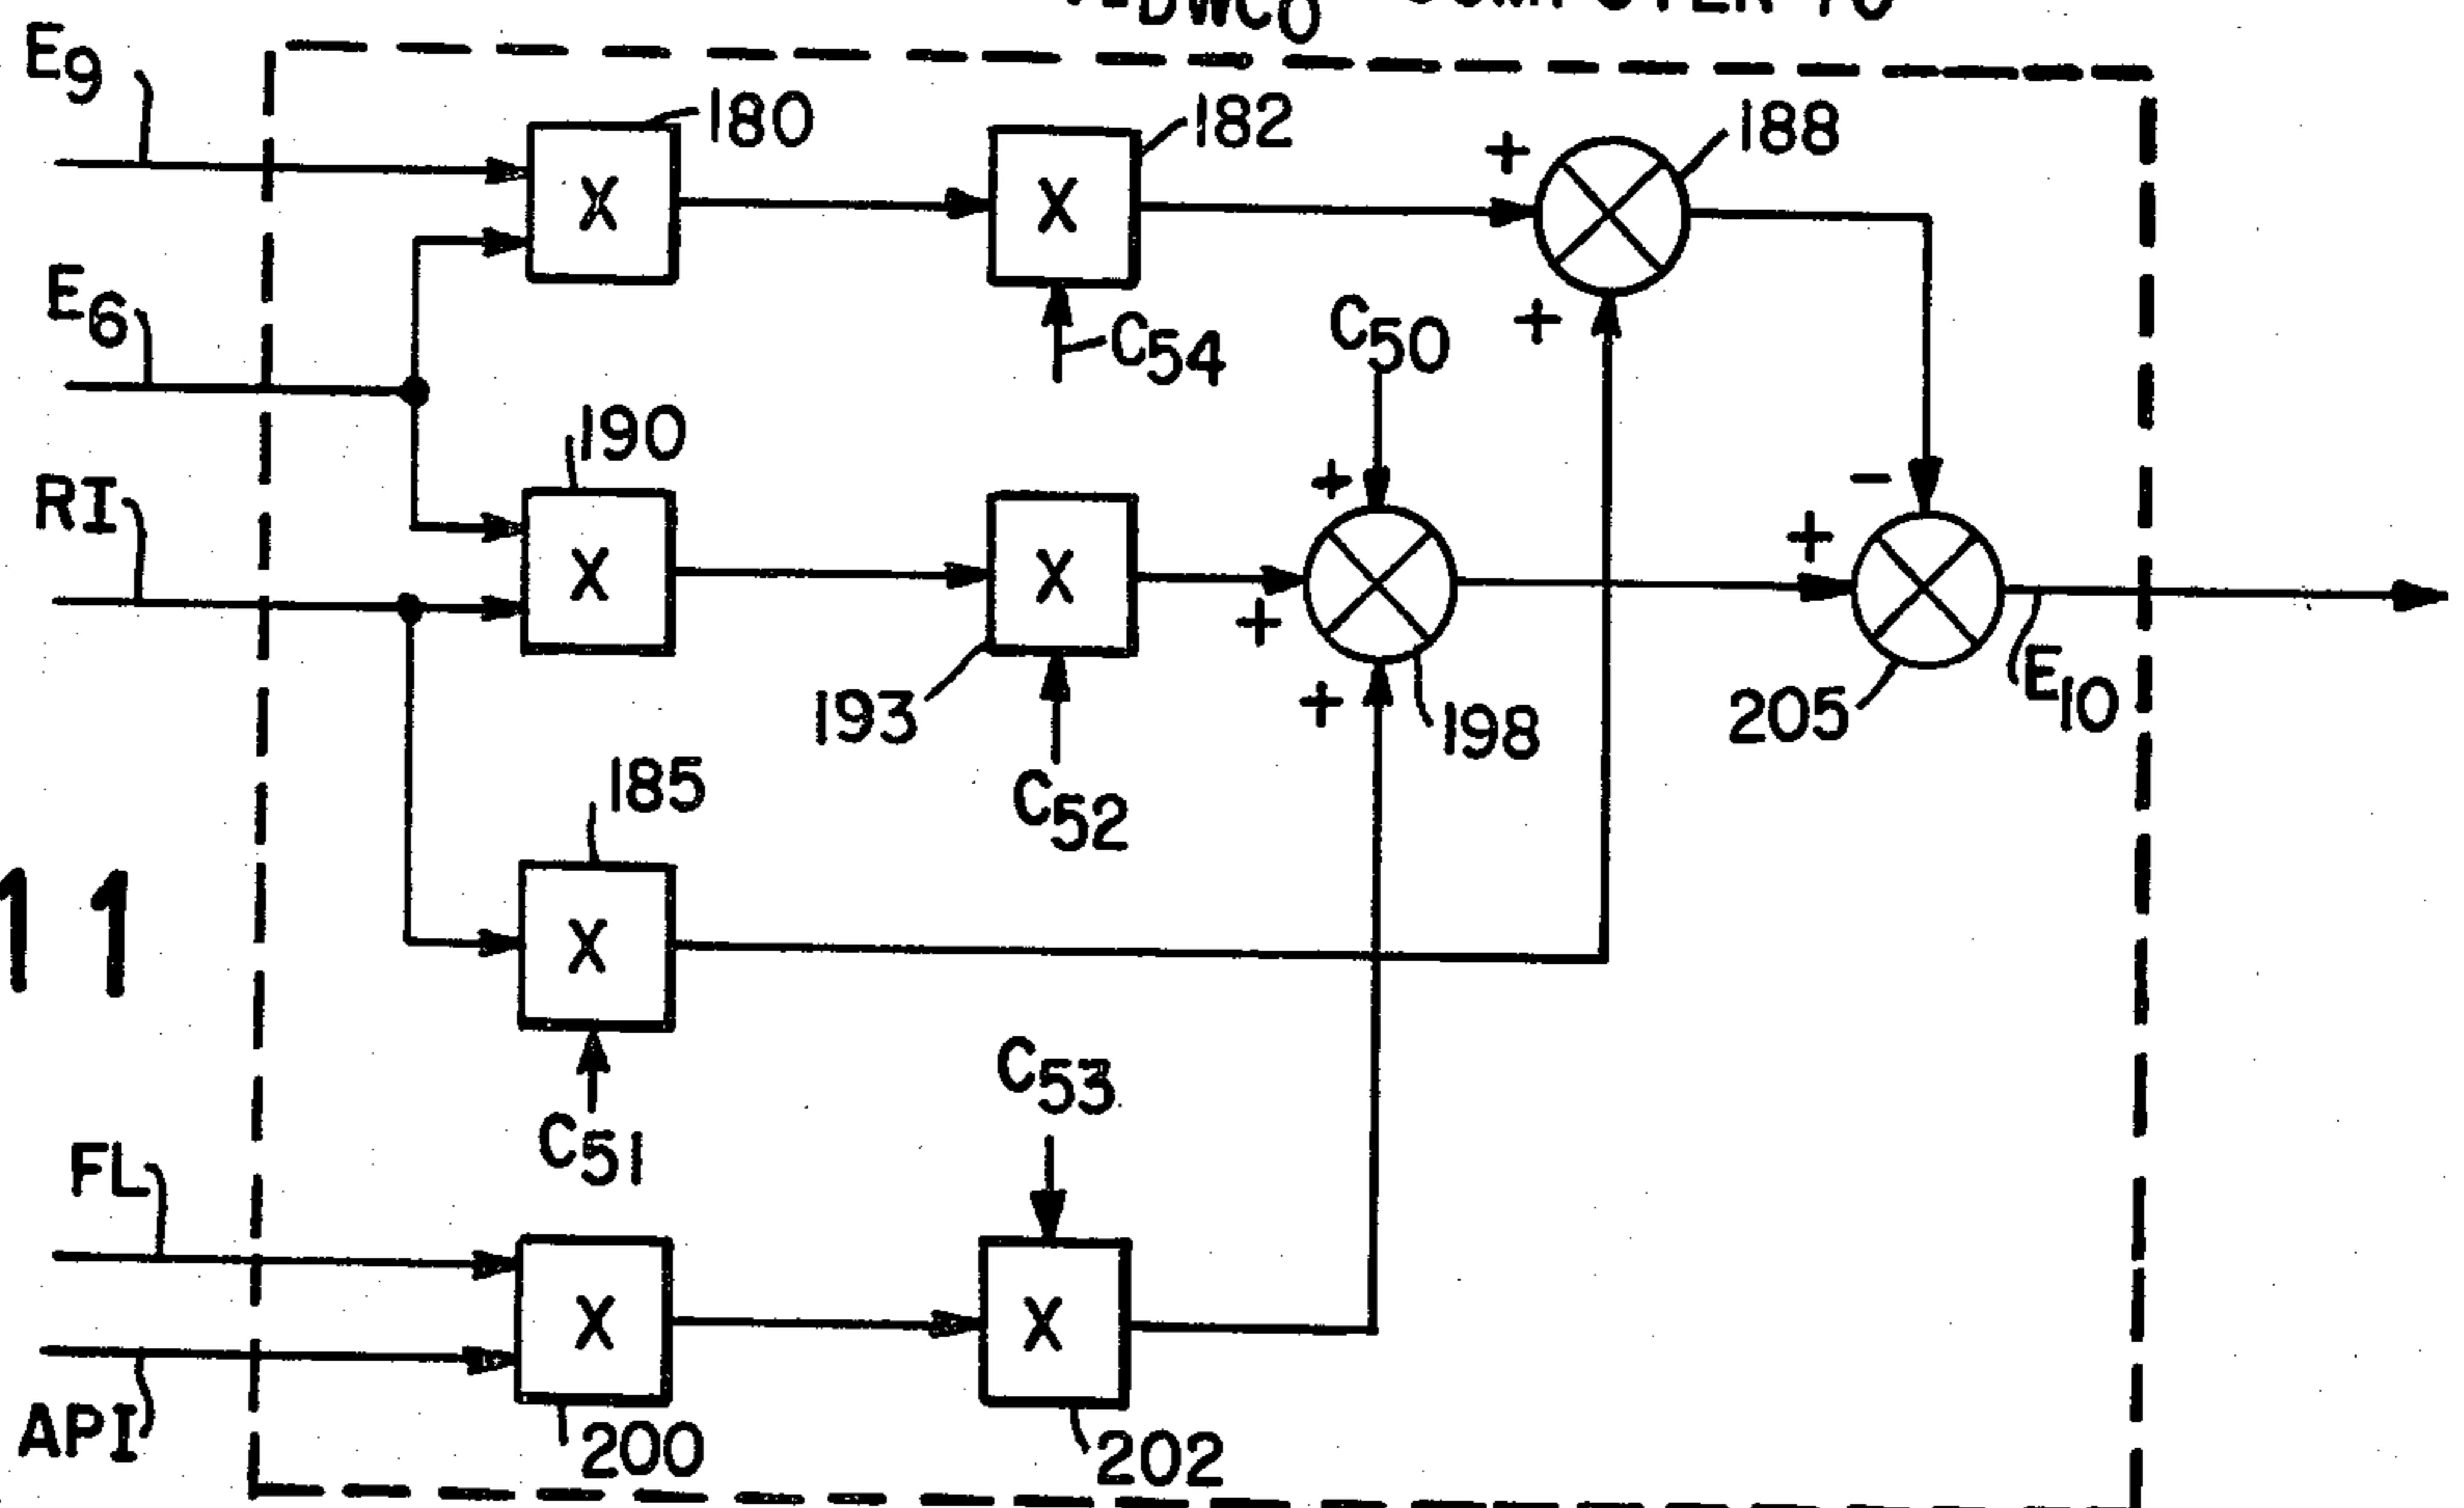 E9
180
182
+
188
E6
C54
+
C50
190
+
RI
X
X
-
+
X
X
+
193
+
198
205
E10
C52
185
11
X
C51
C53
FL
X
X
API
200
202